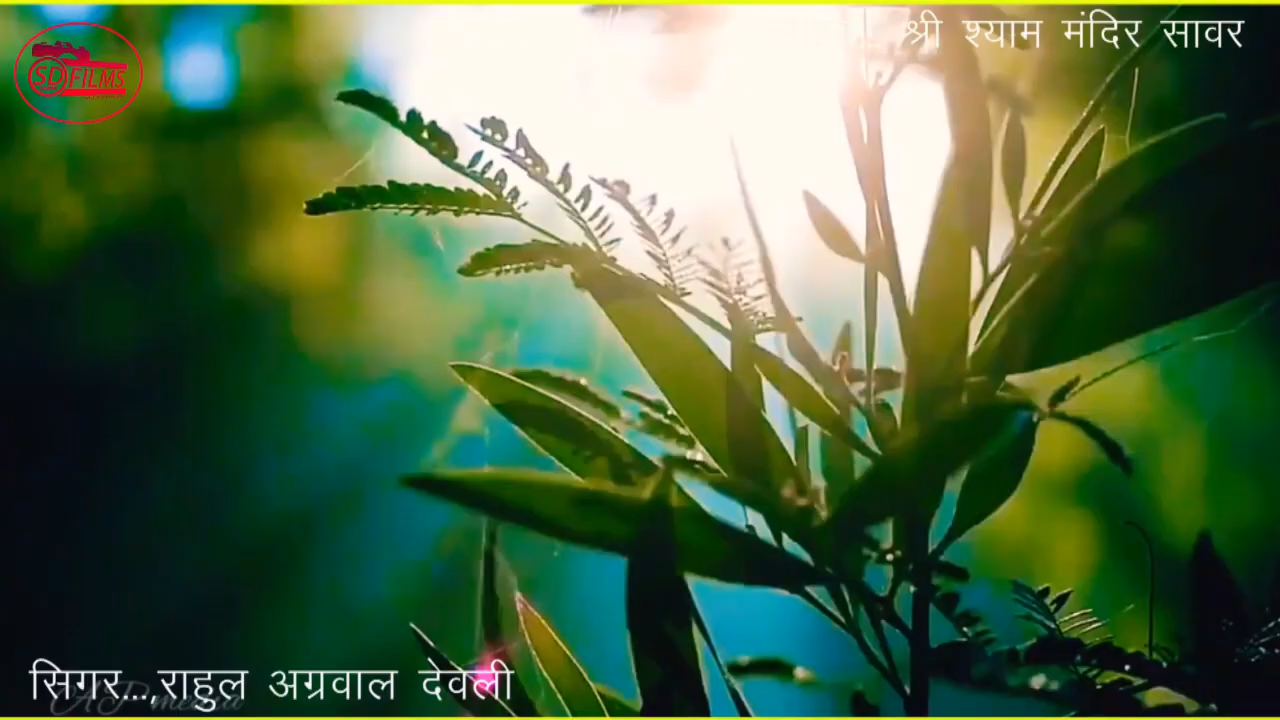 श्री श्याम मंदिर सावर
SD FILMS
सिगर...,राहुल अग्रवाल देवली